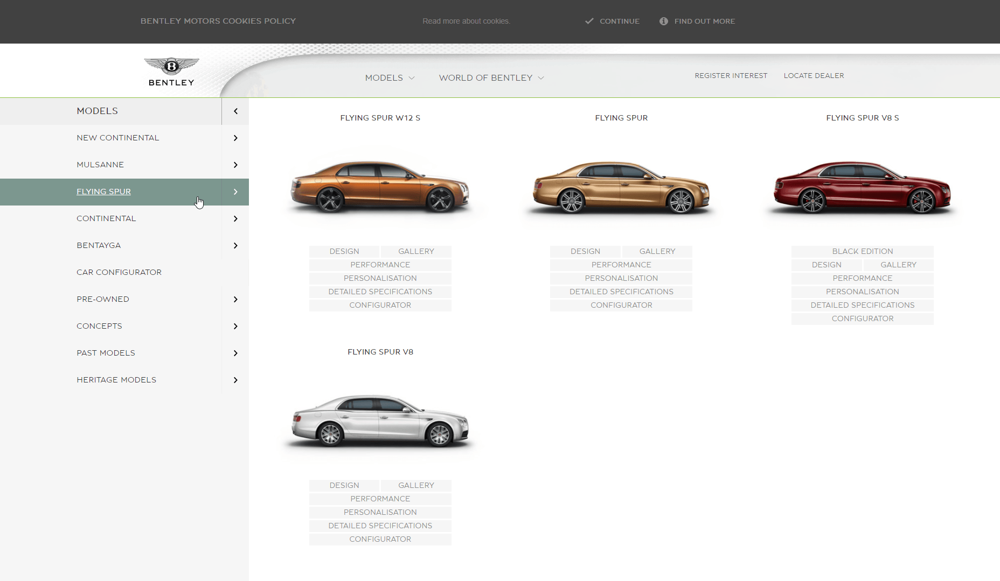 BENTLEY MOTORS COOKIES POLICY
Read more about cookies.
CONTINUE
FIND OUT MORE
B
BENTLEY
MODELS
WORLD OF BENTLEY
REGISTER INTEREST
LOCATE DEALER
MODELS
NEW CONTINENTAL
MULSANNE
FLYING SPUR
CONTINENTAL
BENTAYGA
CAR CONFIGURATOR
PRE-OWNED
CONCEPTS
PAST MODELS
HERITAGE MODELS
FLYING SPUR W12 S
DESIGN
GALLERY
PERFORMANCE
PERSONALISATION
DETAILED SPECIFICATIONS
CONFIGURATOR
FLYING SPUR
DESIGN
GALLERY
PERFORMANCE
PERSONALISATION
DETAILED SPECIFICATIONS
CONFIGURATOR
FLYING SPUR V8 S
BLACK EDITION
DESIGN
GALLERY
PERFORMANCE
PERSONALISATION
DETAILED SPECIFICATIONS
CONFIGURATOR
FLYING SPUR V8
DESIGN
GALLERY
PERFORMANCE
PERSONALISATION
DETAILED SPECIFICATIONS
CONFIGURATOR